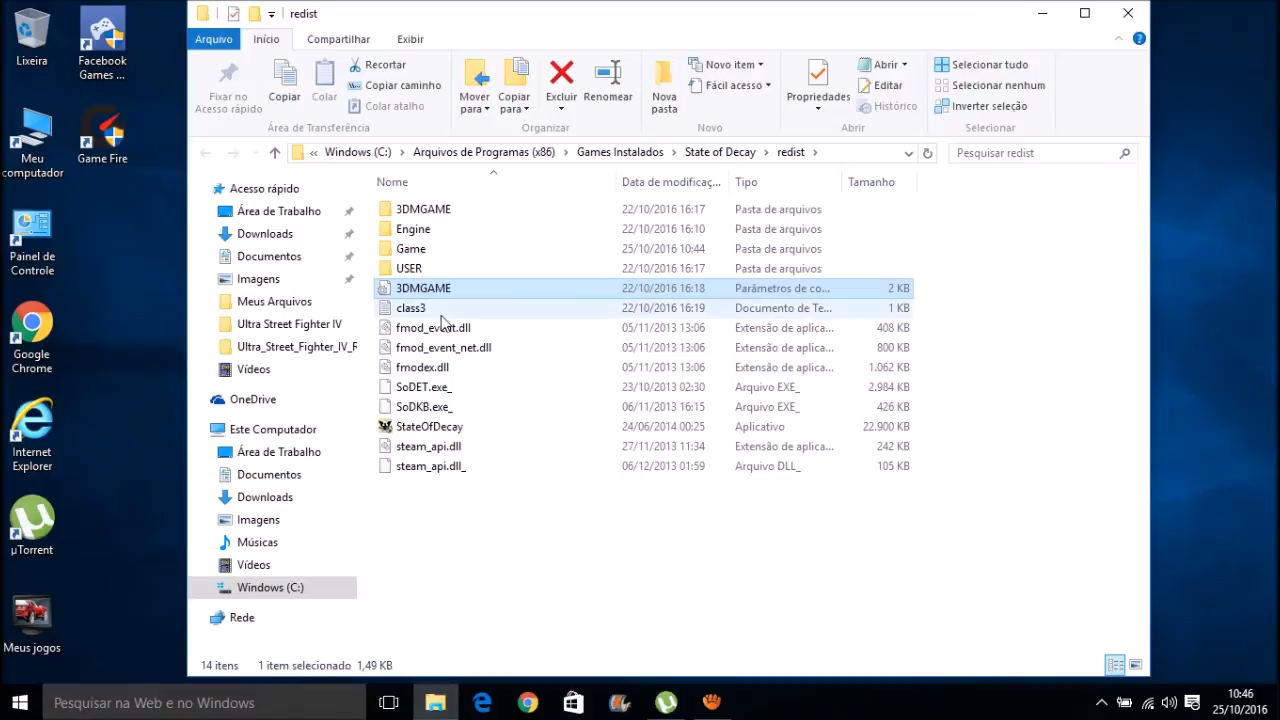 redist
Arquivo Início Compartilhar Exibir
Fixar no Acesso rápido
Copiar
Colar
Recortar
Copiar caminho
Colar atalho
Área de Transferência
Mover para
Copiar para
Excluir
Renomear
Organizar
Nova pasta
Novo item
Fácil acesso
Novo
Propriedades
Abrir
Editar
Histórico
Abrir
Selecionar tudo
Selecionar nenhum
Inverter seleção
Selecionar
« Windows (C:) > Arquivos de Programas (x86) > Games Instalados > State of Decay > redist >
Pesquisar redist
Nome Data de modificaç... Tipo Tamanho
3DMGAME 22/10/2016 16:17 Pasta de arquivos
Engine 22/10/2016 16:10 Pasta de arquivos
Game 25/10/2016 10:44 Pasta de arquivos
USER 22/10/2016 16:17 Pasta de arquivos
3DMGAME 22/10/2016 16:18 Parâmetros de co... 2 KB
class3 22/10/2016 16:19 Documento de Te... 1 KB
fmod_event.dll 05/11/2013 13:06 Extensão de aplica... 408 KB
fmod_event_net.dll 05/11/2013 13:06 Extensão de aplica... 800 KB
fmodex.dll 05/11/2013 13:06 Extensão de aplica... 1.062 KB
SoDET.exe_ 23/10/2013 02:30 Arquivo EXE_ 2.984 KB
SoDKB.exe_ 06/11/2013 16:15 Arquivo EXE_ 426 KB
StateOfDecay 24/06/2014 00:25 Aplicativo 22.900 KB
steam_api.dll 27/11/2013 11:34 Extensão de aplica... 242 KB
steam_api.dll_ 06/12/2013 01:59 Arquivo DLL_ 105 KB
Acesso rápido
Área de Trabalho
Downloads
Documentos
Imagens
Meus Arquivos
Ultra Street Fighter IV
Ultra_Street_Fighter_IV_R
Vídeos
OneDrive
Este Computador
Área de Trabalho
Documentos
Downloads
Imagens
Músicas
Vídeos
Windows (C:)
Rede
14 itens 1 item selecionado 1,49 KB
Lixeira
Facebook
Games ...
Meu
computador
Game Fire
Painel de
Controle
Google
Chrome
Internet
Explorer
µTorrent
Meus jogos
Pesquisar na Web e no Windows
10:46
25/10/2016